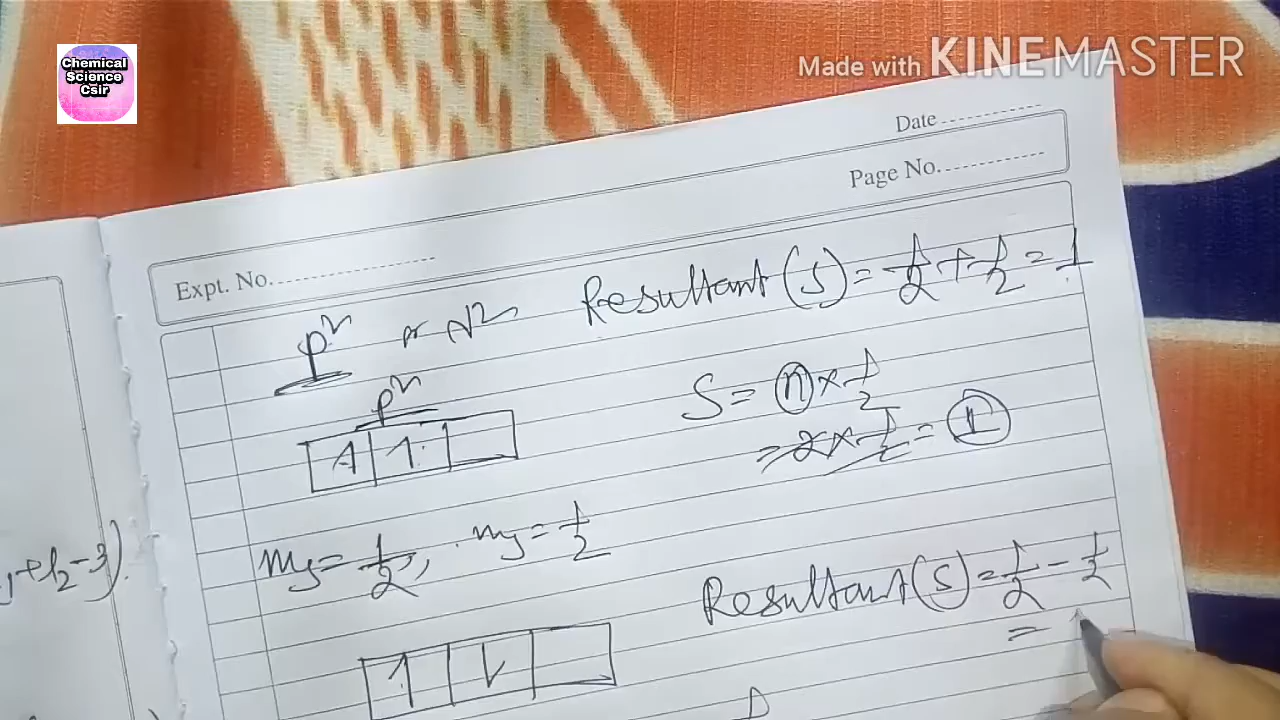 Chemical
Science
Csir
Made with KINEMASTER
Date
Page No.
Expt. No.
p² or d² Resultant (S) = 1/2 + 1/2 = 1
p²
S = n × 1/2
= 2 × 1/2 = 1
ms = 1/2, ms = 1/2
Resultant (S) = 1/2 - 1/2
=